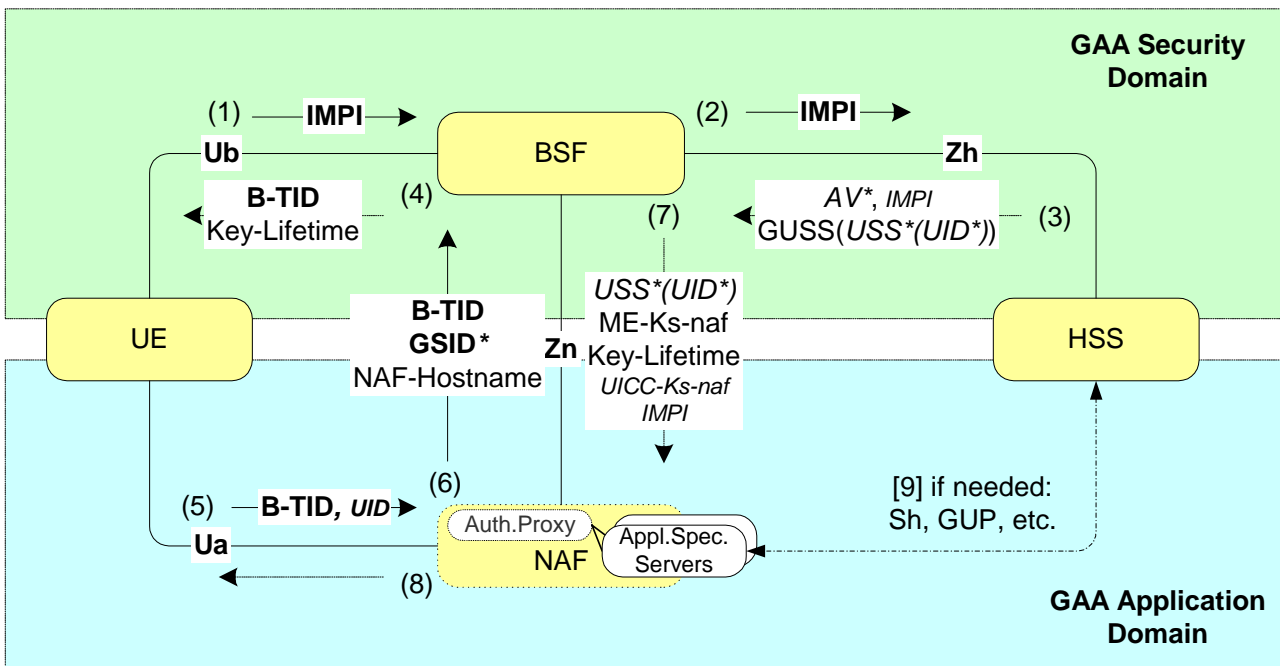 GAA Security
Domain
(1)
IMPI
(2)
IMPI
Ub
BSF
Zh
B-TID
Key-Lifetime
(4)
(7)
AV*, IMPI
GUSS(USS*(UID*))
(3)
UE
B-TID
GSID*
NAF-Hostname
Zn
USS*(UID*)
ME-Ks-naf
Key-Lifetime
UICC-Ks-naf
IMPI
HSS
(5)
B-TID, UID
(6)
Ua
(8)
Auth.Proxy
NAF
Appl.Spec.
Servers
[9] if needed:
Sh, GUP, etc.
GAA Application
Domain